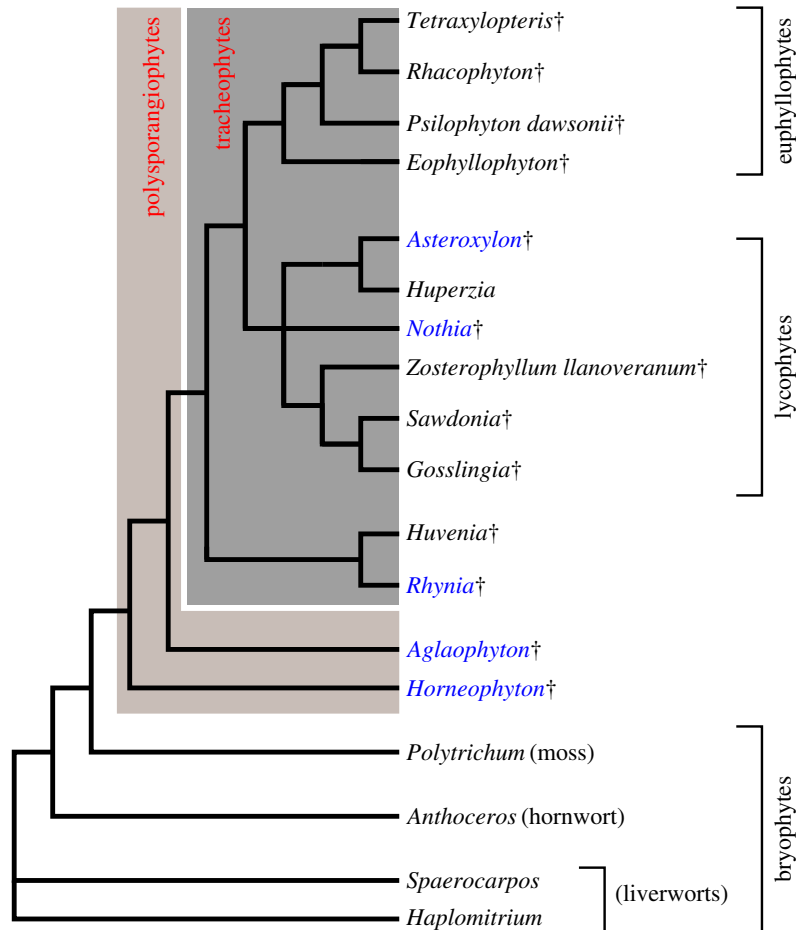 polysporangiophytes
tracheophytes
Tetraxylopteris†
Rhacophyton†
Psilophyton dawsonii†
Eophyllophyton†
euphyllophytes
Asteroxylon†
Huperzia
Nothia†
Zosterophyllum llanoveranum†
Sawdonia†
Gosslingia†
lycophytes
Huvenia†
Rhynia†
Aglaophyton†
Horneophyton†
Polytrichum (moss)
Anthoceros (hornwort)
Spaerocarpos
Haplomitrium
(liverworts)
bryophytes